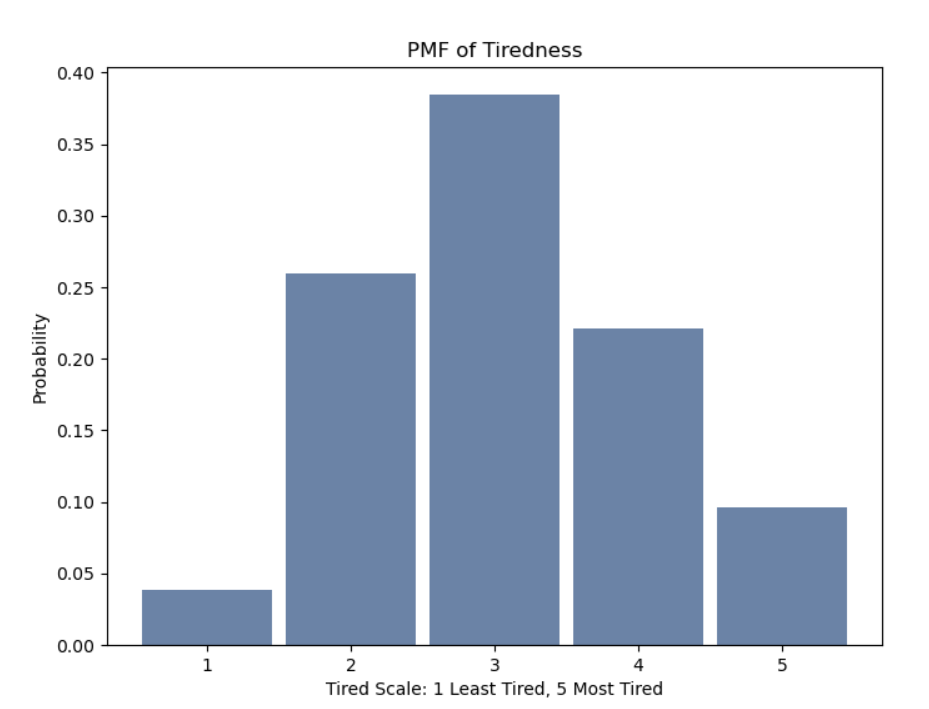 PMF of Tiredness
0.40
0.35
0.30
0.25
0.20
0.15
0.10
0.05
0.00
Probability
1 2 3 4 5
Tired Scale: 1 Least Tired, 5 Most Tired